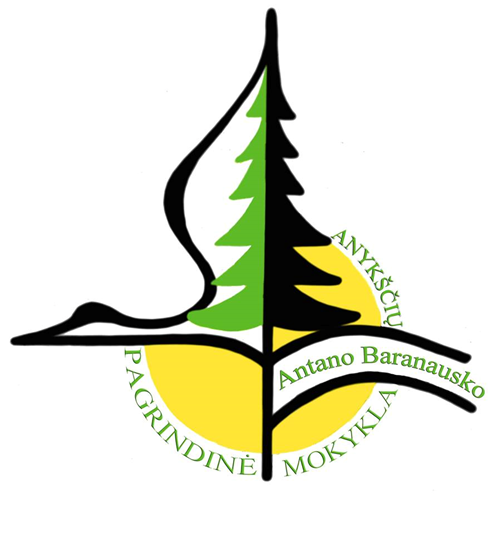 ANYKŠČIŲ
Antano Baranausko
PAGRINDINĖ MOKYKLA